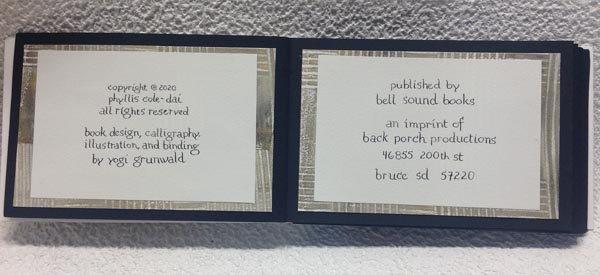 copyright @ 2020
phyllis cole-dai
all rights reserved
book design, calligraphy
illustration, and binding
by yogi grunwald
published by
bell sound books
an imprint of
back porch productions
46855 200th st
bruce sd 57220